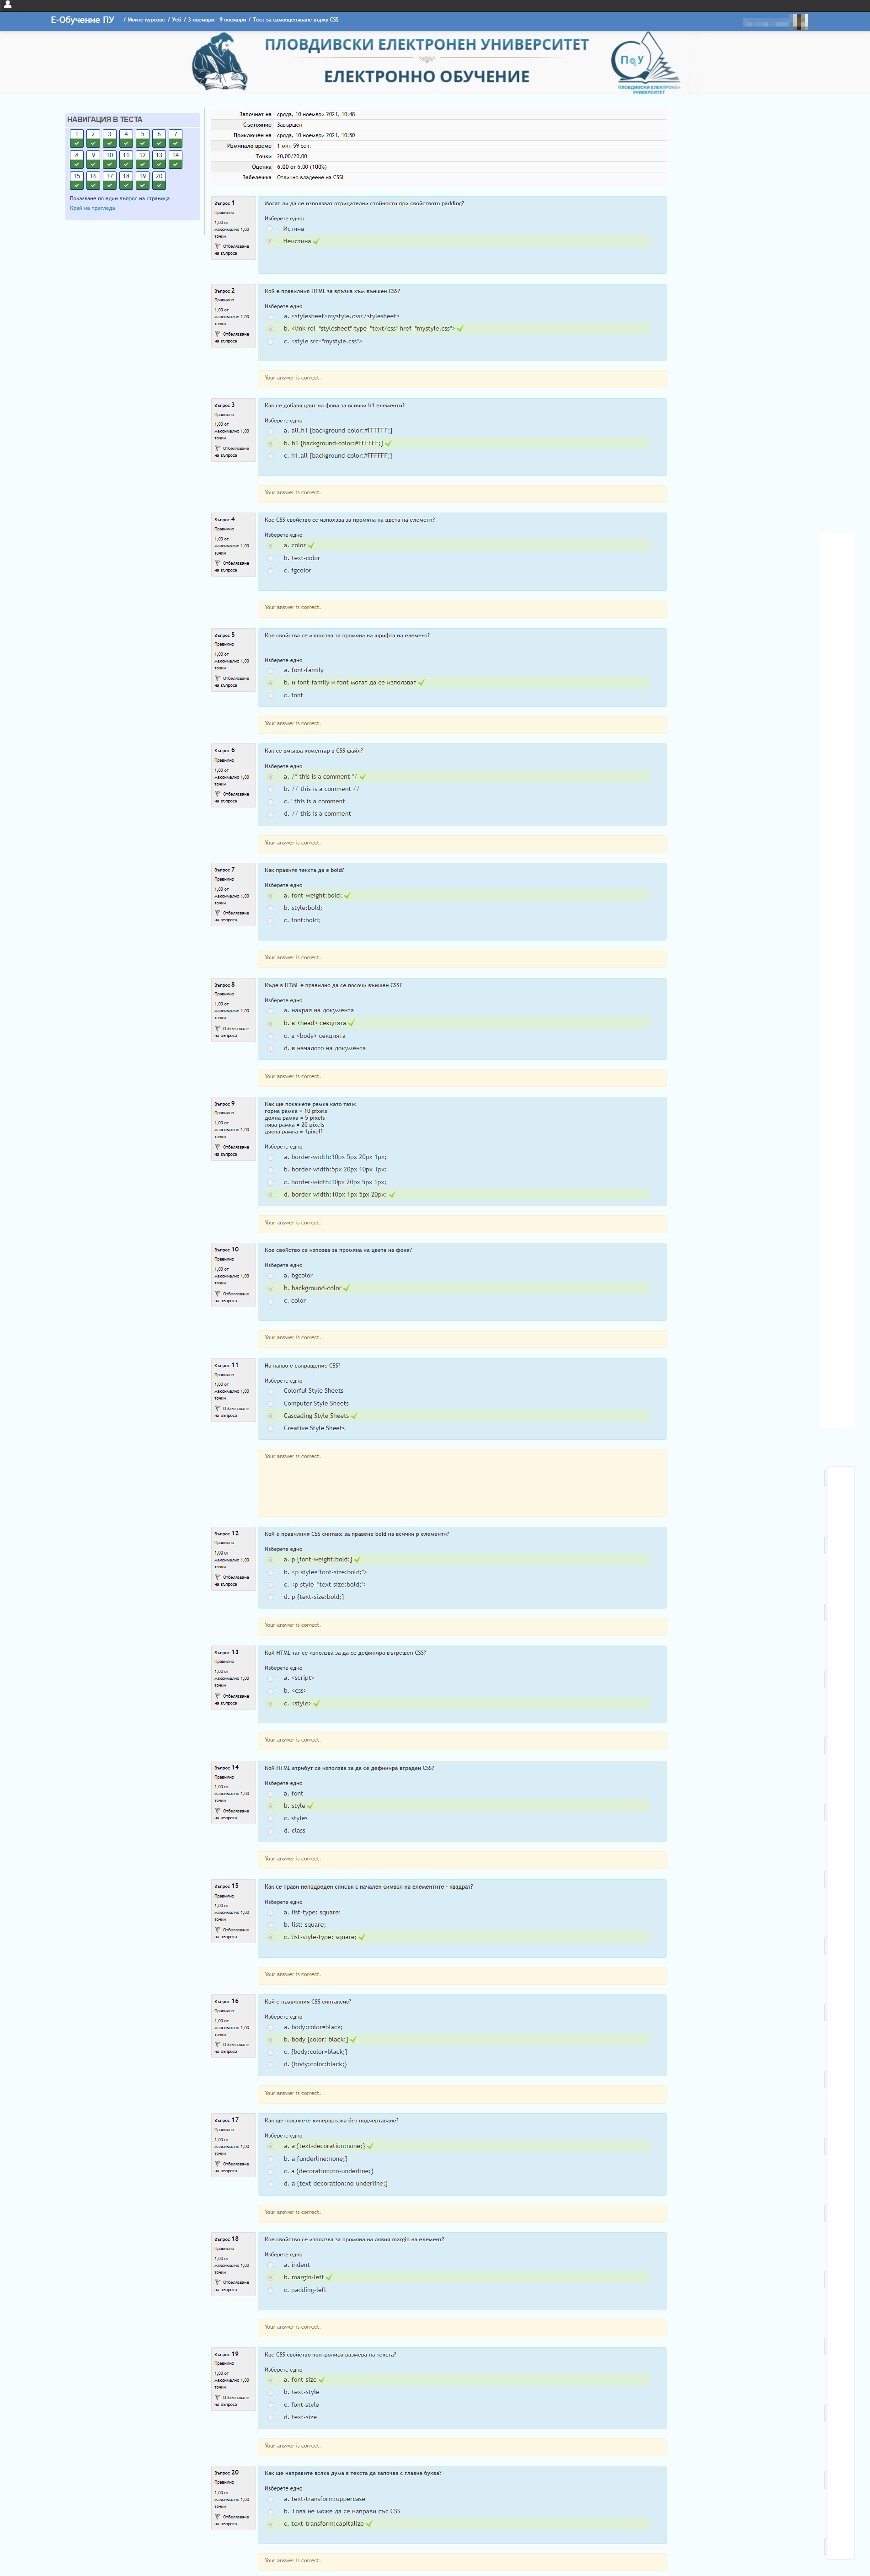 Е-Обучение ПУ / Моите курсове / Уеб / 3 ноември - 9 ноември / Тест за самооценяване върху CSS
ПЛОВДИВСКИ ЕЛЕКТРОНЕН УНИВЕРСИТЕТ
ЕЛЕКТРОННО ОБУЧЕНИЕ
ПеУ
ПЛОВДИВСКИ ЕЛЕКТРОНЕН
УНИВЕРСИТЕТ
НАВИГАЦИЯ В ТЕСТА
1 2 3 4 5 6 7
8 9 10 11 12 13 14
15 16 17 18 19 20
Показване по един въпрос на страница
Край на прегледа
Започнат на сряда, 10 ноември 2021, 10:48
Състояние Завършен
Приключен на сряда, 10 ноември 2021, 10:50
Изминало време 1 мин 59 сек.
Точки 20,00/20,00
Оценка 6,00 от 6,00 (100%)
Забележка Отлично владеене на CSS!
Въпрос 1
Правилно
1,00 от
максимално 1,00
точки
Отбелязване
на въпроса
Могат ли да се използват отрицателни стойности при свойството padding?
Изберете едно:
Истина
Неистина
Въпрос 2
Правилно
1,00 от
максимално 1,00
точки
Отбелязване
на въпроса
Кой е правилния HTML за връзка към външен CSS?
Изберете едно
a. <stylesheet>mystyle.css</stylesheet>
b. <link rel="stylesheet" type="text/css" href="mystyle.css">
c. <style src="mystyle.css">
Your answer is correct.
Въпрос 3
Правилно
1,00 от
максимално 1,00
точки
Отбелязване
на въпроса
Как се добавя цвят на фона за всички h1 елементи?
Изберете едно
a. all.h1 {background-color:#FFFFFF;}
b. h1 {background-color:#FFFFFF;}
c. h1.all {background-color:#FFFFFF;}
Your answer is correct.
Въпрос 4
Правилно
1,00 от
максимално 1,00
точки
Отбелязване
на въпроса
Кое CSS свойство се използва за промяна на цвета на елемент?
Изберете едно
a. color
b. text-color
c. fgcolor
Your answer is correct.
Въпрос 5
Правилно
1,00 от
максимално 1,00
точки
Отбелязване
на въпроса
Кое свойства се използва за промяна на шрифта на елемент?
Изберете едно
a. font-family
b. и font-family и font могат да се използват
c. font
Your answer is correct.
Въпрос 6
Правилно
1,00 от
максимално 1,00
точки
Отбелязване
на въпроса
Как се вмъква коментар в CSS файл?
Изберете едно
a. /* this is a comment */
b. // this is a comment //
c. ' this is a comment
d. // this is a comment
Your answer is correct.
Въпрос 7
Правилно
1,00 от
максимално 1,00
точки
Отбелязване
на въпроса
Как правите текста да е bold?
Изберете едно
a. font-weight:bold;
b. style:bold;
c. font:bold;
Your answer is correct.
Въпрос 8
Правилно
1,00 от
максимално 1,00
точки
Отбелязване
на въпроса
Къде в HTML е правилно да се посочи външен CSS?
Изберете едно
a. накрая на документа
b. в <head> секцията
c. в <body> секцията
d. в началото на документа
Your answer is correct.
Въпрос 9
Правилно
1,00 от
максимално 1,00
точки
Отбелязване
на въпроса
Как ще покажете рамка като тази:
горна рамка = 10 pixels
долна рамка = 5 pixels
лява рамка = 20 pixels
дясна рамка = 1pixel?
Изберете едно
a. border-width:10px 5px 20px 1px;
b. border-width:5px 20px 10px 1px;
c. border-width:10px 20px 5px 1px;
d. border-width:10px 1px 5px 20px;
Your answer is correct.
Въпрос 10
Правилно
1,00 от
максимално 1,00
точки
Отбелязване
на въпроса
Кое свойство се изпозва за промяна на цвета на фона?
Изберете едно
a. bgcolor
b. background-color
c. color
Your answer is correct.
Въпрос 11
Правилно
1,00 от
максимално 1,00
точки
Отбелязване
на въпроса
На какво е съкращение CSS?
Изберете едно
Colorful Style Sheets
Computer Style Sheets
Cascading Style Sheets
Creative Style Sheets
Your answer is correct.
Въпрос 12
Правилно
1,00 от
максимално 1,00
точки
Отбелязване
на въпроса
Кой е правилния CSS синтакс за правене bold на всички p елементи?
Изберете едно
a. p {font-weight:bold;}
b. <p style="font-size:bold;">
c. <p style="text-size:bold;">
d. p {text-size:bold;}
Your answer is correct.
Въпрос 13
Правилно
1,00 от
максимално 1,00
точки
Отбелязване
на въпроса
Кой HTML таг се използва за да се дефинира вътрешен CSS?
Изберете едно
a. <script>
b. <css>
c. <style>
Your answer is correct.
Въпрос 14
Правилно
1,00 от
максимално 1,00
точки
Отбелязване
на въпроса
Кой HTML атрибут се използва за да се дефинира вграден CSS?
Изберете едно
a. font
b. style
c. styles
d. class
Your answer is correct.
Въпрос 15
Правилно
1,00 от
максимално 1,00
точки
Отбелязване
на въпроса
Как се прави неподреден списък с начален символ на елементите - квадрат?
Изберете едно
a. list-type: square;
b. list: square;
c. list-style-type: square;
Your answer is correct.
Въпрос 16
Правилно
1,00 от
максимално 1,00
точки
Отбелязване
на въпроса
Кой е правилния CSS синтаксис?
Изберете едно
a. body:color=black;
b. body {color: black;}
c. {body:color=black;}
d. {body;color:black;}
Your answer is correct.
Въпрос 17
Правилно
1,00 от
максимално 1,00
точки
Отбелязване
на въпроса
Как ще покажете хипервръзка без подчертаване?
Изберете едно
a. a {text-decoration:none;}
b. a {underline:none;}
c. a {decoration:no-underline;}
d. a {text-decoration:no-underline;}
Your answer is correct.
Въпрос 18
Правилно
1,00 от
максимално 1,00
точки
Отбелязване
на въпроса
Кое свойство се използва за промяна на лявия margin на елемент?
Изберете едно
a. indent
b. margin-left
c. padding-left
Your answer is correct.
Въпрос 19
Правилно
1,00 от
максимално 1,00
точки
Отбелязване
на въпроса
Кое CSS свойство контролира размера на текста?
Изберете едно
a. font-size
b. text-style
c. font-style
d. text-size
Your answer is correct.
Въпрос 20
Правилно
1,00 от
максимално 1,00
точки
Отбелязване
на въпроса
Как ще направите всяка дума в текста да започва с главна буква?
Изберете едно
a. text-transform:uppercase
b. Това не може да се направи със CSS
c. text-transform:capitalize
Your answer is correct.